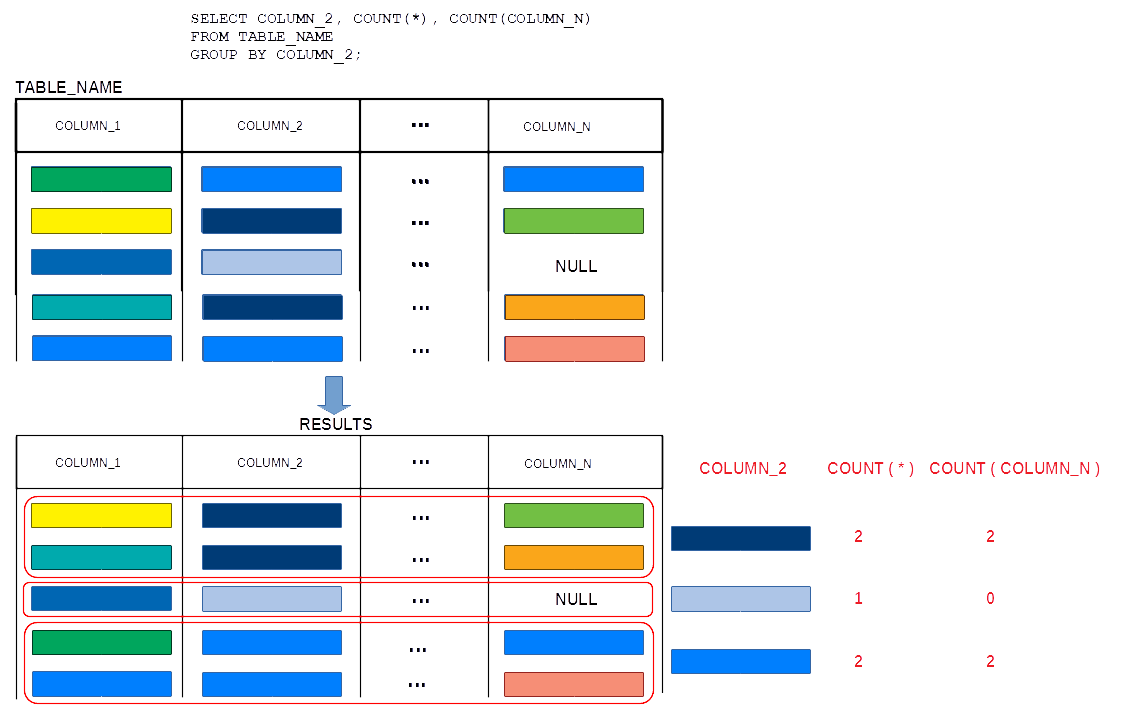 SELECT COLUMN_2, COUNT(*), COUNT(COLUMN_N)
FROM TABLE_NAME
GROUP BY COLUMN_2;
TABLE_NAME
COLUMN_1 COLUMN_2 ... COLUMN_N
...
...
... NULL
...
...
RESULTS
COLUMN_1 COLUMN_2 ... COLUMN_N
COLUMN_2 COUNT ( * ) COUNT ( COLUMN_N )
...
...
2 2
... NULL
1 0
...
2 2
...